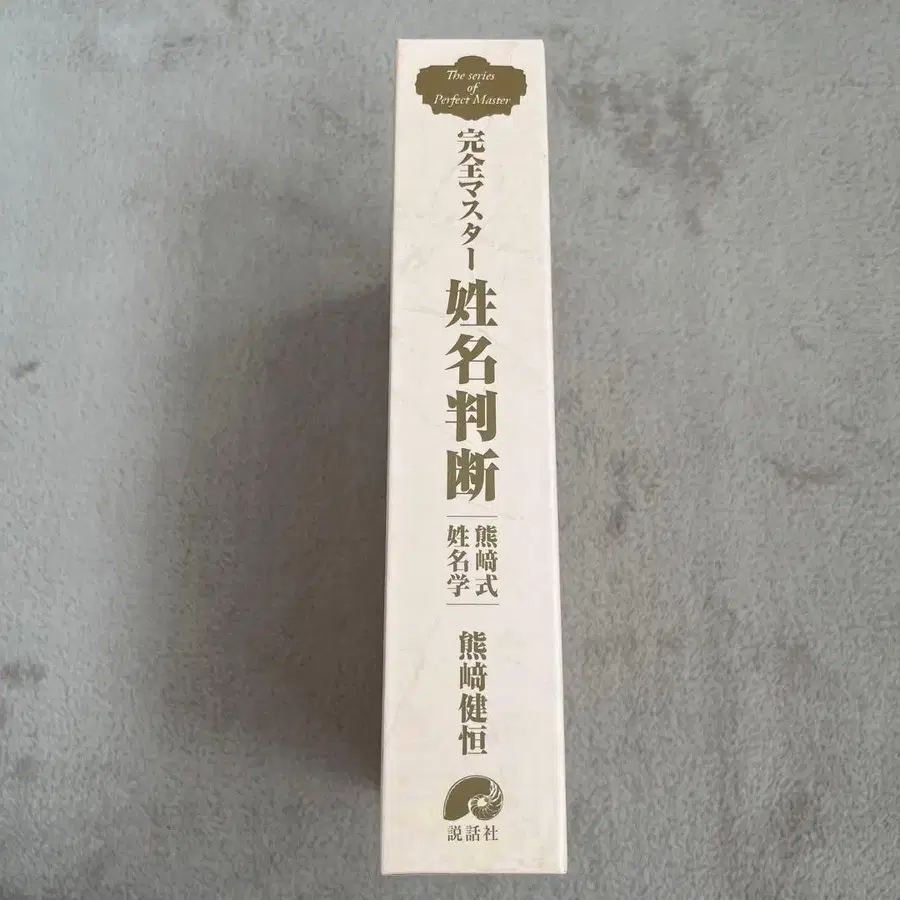 The series
of
Perfect Master
完全マスター
姓名判断
熊﨑式
姓名学
熊﨑健恒
説話社